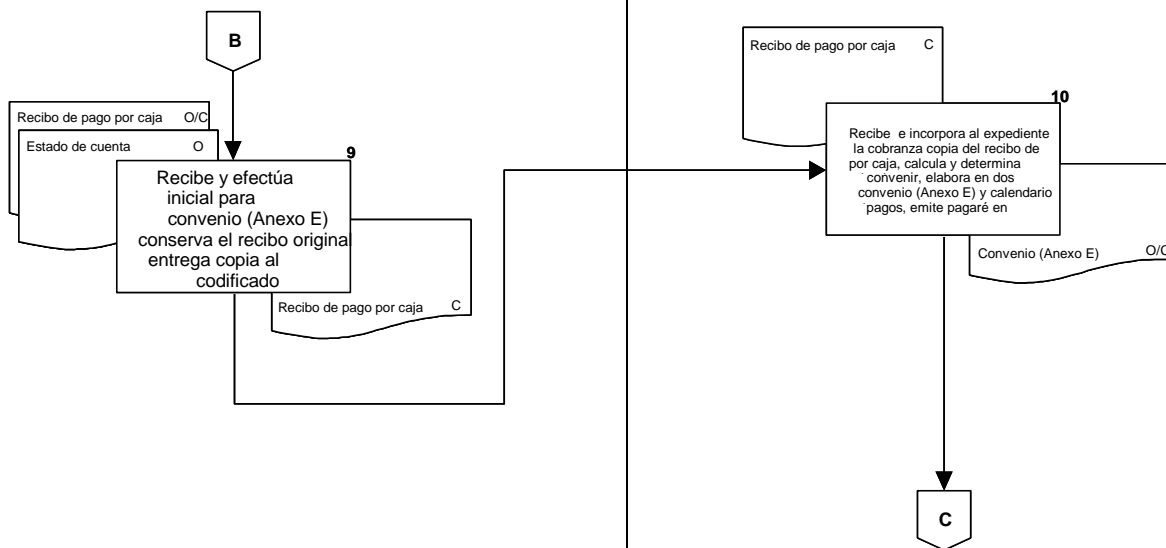 B
Recibo de pago por caja O/C
Estado de cuenta O
9
Recibe y efectúa
inicial para
convenio (Anexo E)
conserva el recibo original
entrega copia al
codificado
Recibo de pago por caja C
Recibo de pago por caja C
10
Recibe e incorpora al expediente
la cobranza copia del recibo de
por caja, calcula y determina
convenir, elabora en dos
convenio (Anexo E) y calendario
pagos, emite pagaré en
Convenio (Anexo E) O/C
C